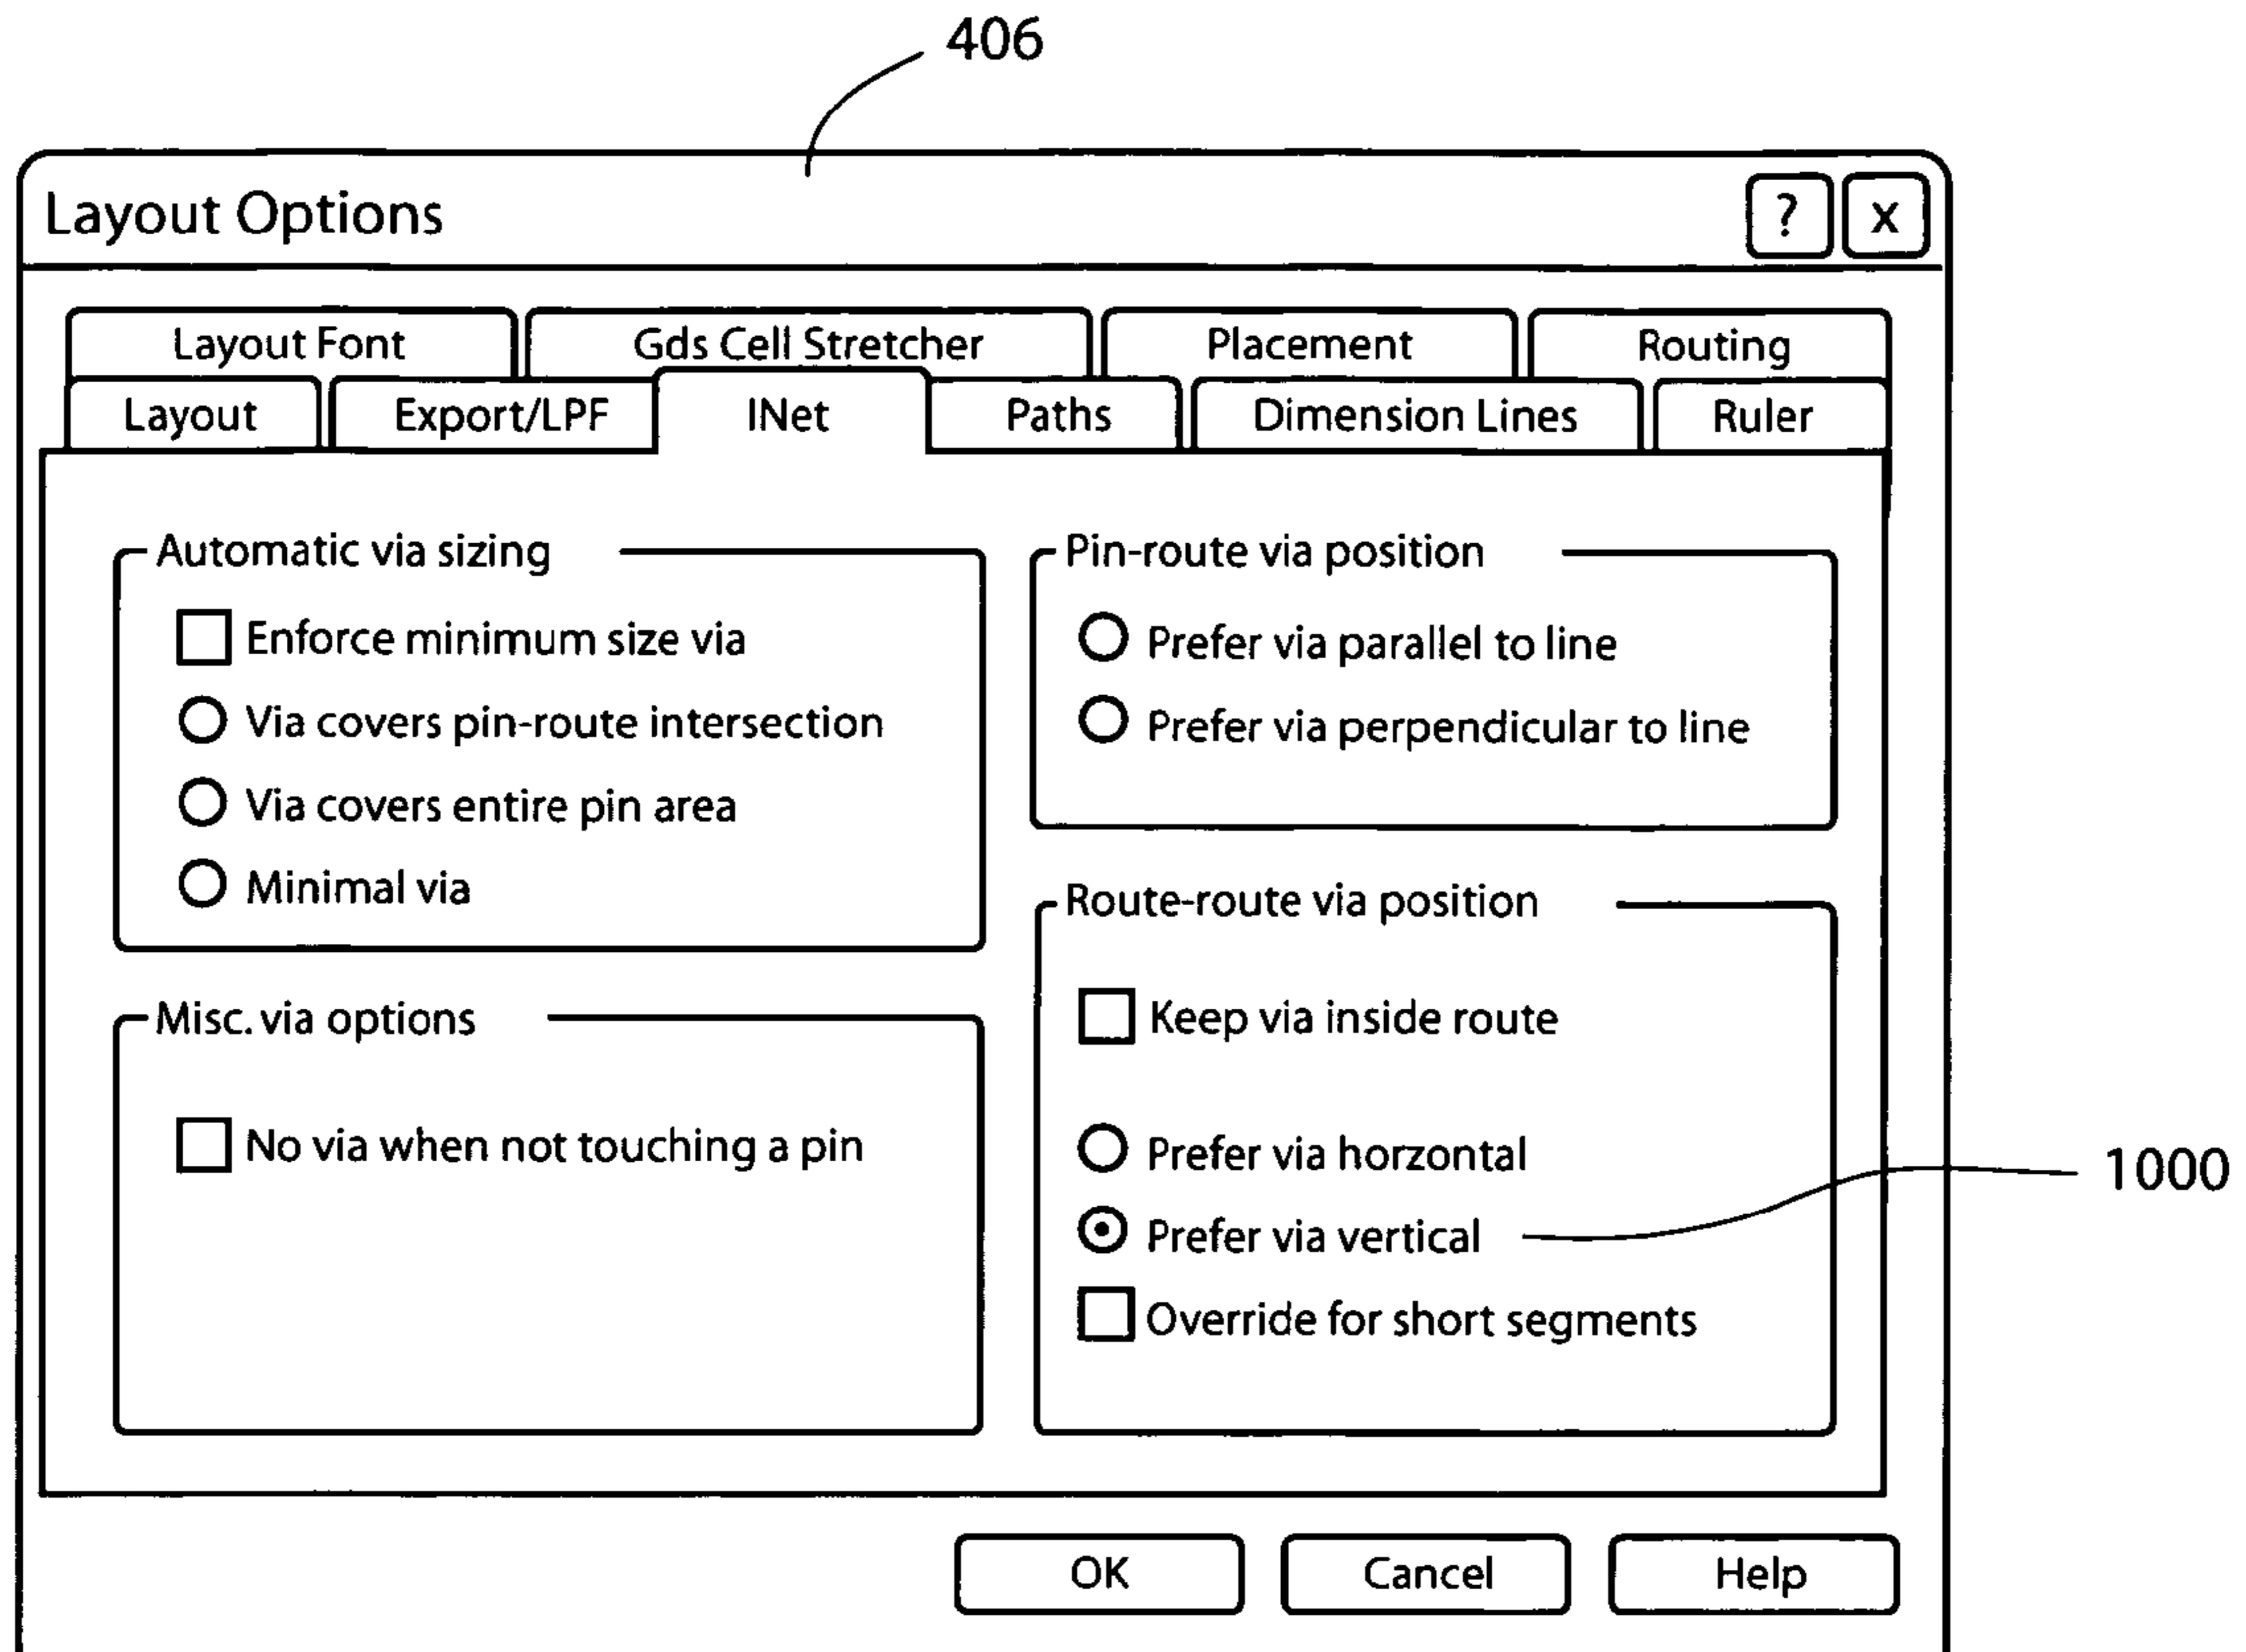 406
Layout Options
? x
Layout Font Gds Cell Stretcher Placement Routing
Layout Export/LPF INet Paths Dimension Lines Ruler
Automatic via sizing
Enforce minimum size via
Via covers pin-route intersection
Via covers entire pin area
Minimal via
Pin-route via position
Prefer via parallel to line
Prefer via perpendicular to line
Misc. via options
No via when not touching a pin
Route-route via position
Keep via inside route
Prefer via horzontal
Prefer via vertical
Override for short segments
1000
OK Cancel Help